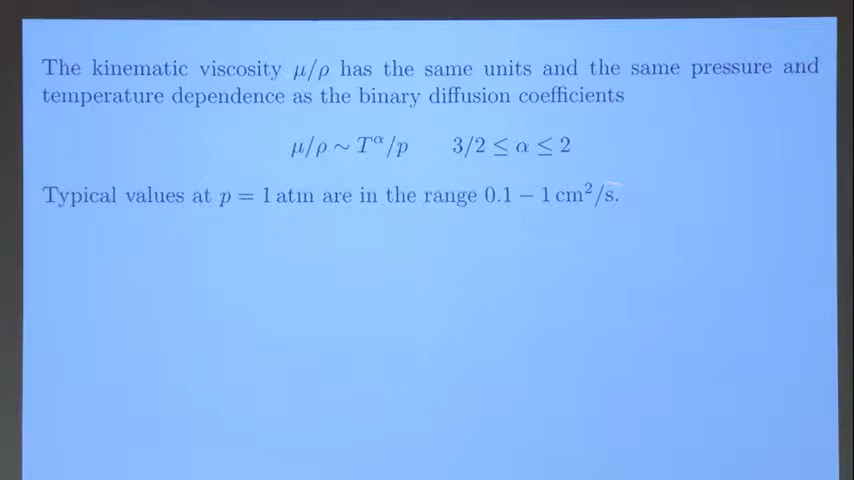 The kinematic viscosity μ/ρ has the same units and the same pressure and
temperature dependence as the binary diffusion coefficients
μ/ρ ∼ T^α/p 3/2 ≤ α ≤ 2
Typical values at p = 1 atm are in the range 0.1 − 1 cm²/s.